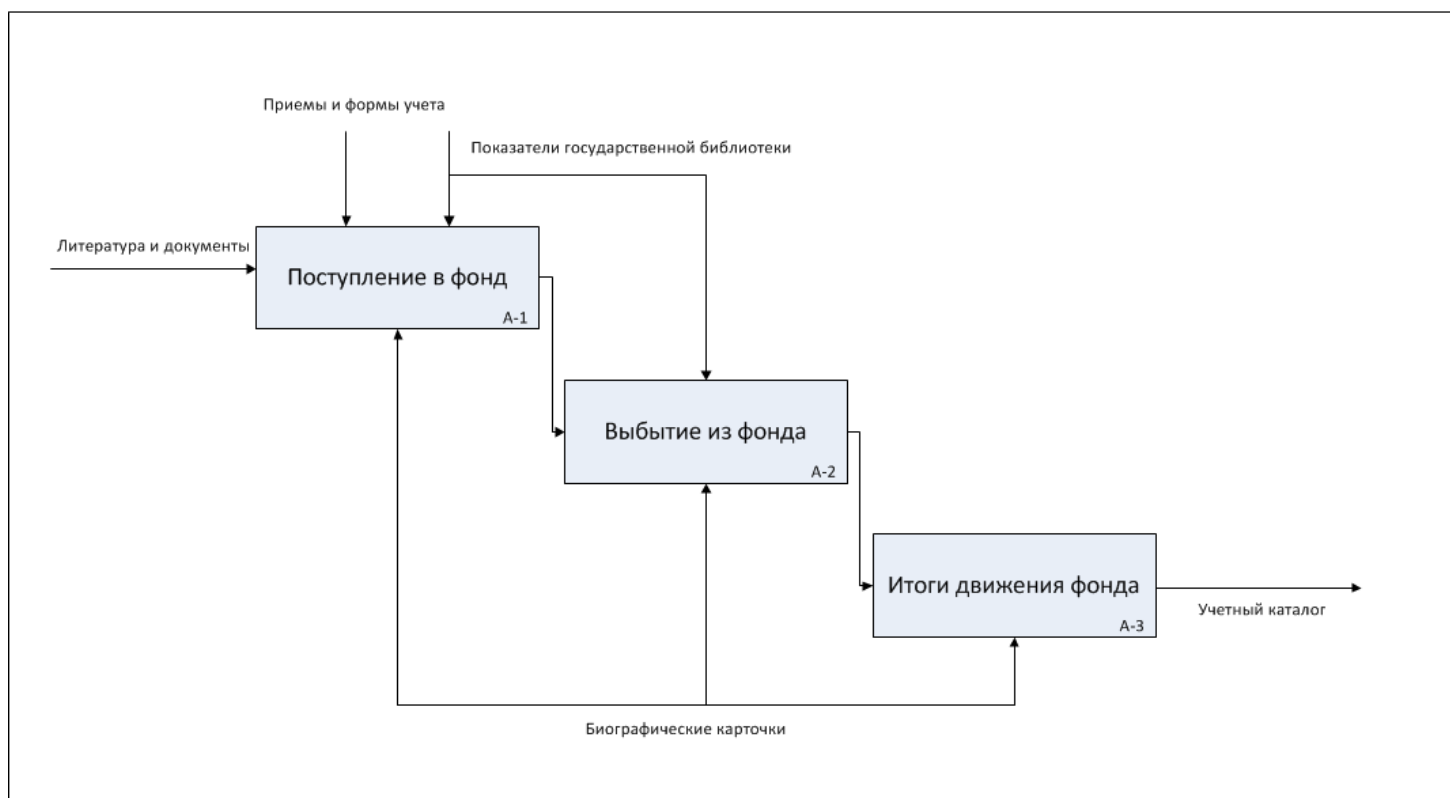 Приемы и формы учета
Показатели государственной библиотеки
Литература и документы
Поступление в фонд
А-1
Выбытие из фонда
А-2
Итоги движения фонда
А-3
Учетный каталог
Биографические карточки